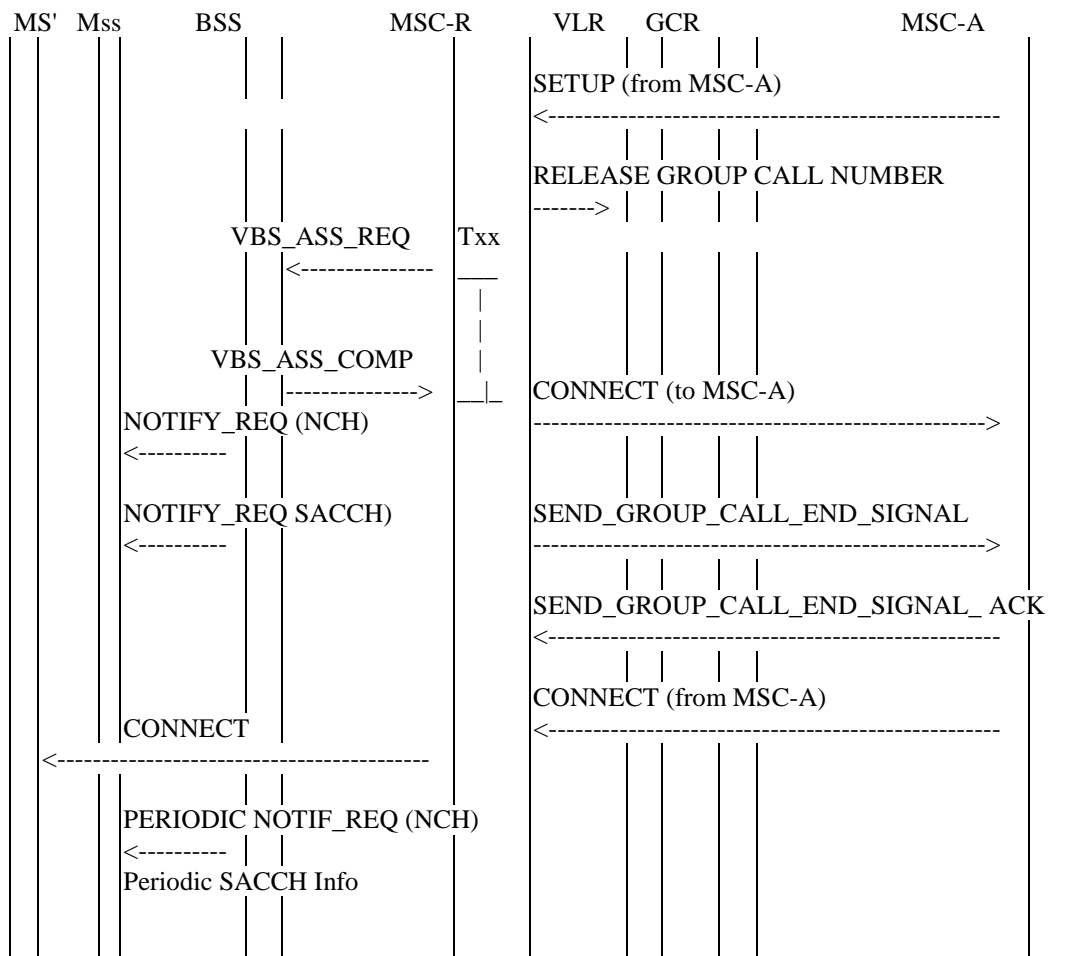 MS' Mss BSS MSC-R VLR GCR MSC-A
SETUP (from MSC-A)
RELEASE GROUP CALL NUMBER
VBS_ASS_REQ Txx
VBS_ASS_COMP
CONNECT (to MSC-A)
NOTIFY_REQ (NCH)
NOTIFY_REQ SACCH) SEND_GROUP_CALL_END_SIGNAL
SEND_GROUP_CALL_END_SIGNAL_ ACK
CONNECT (from MSC-A)
CONNECT
PERIODIC NOTIF_REQ (NCH)
Periodic SACCH Info